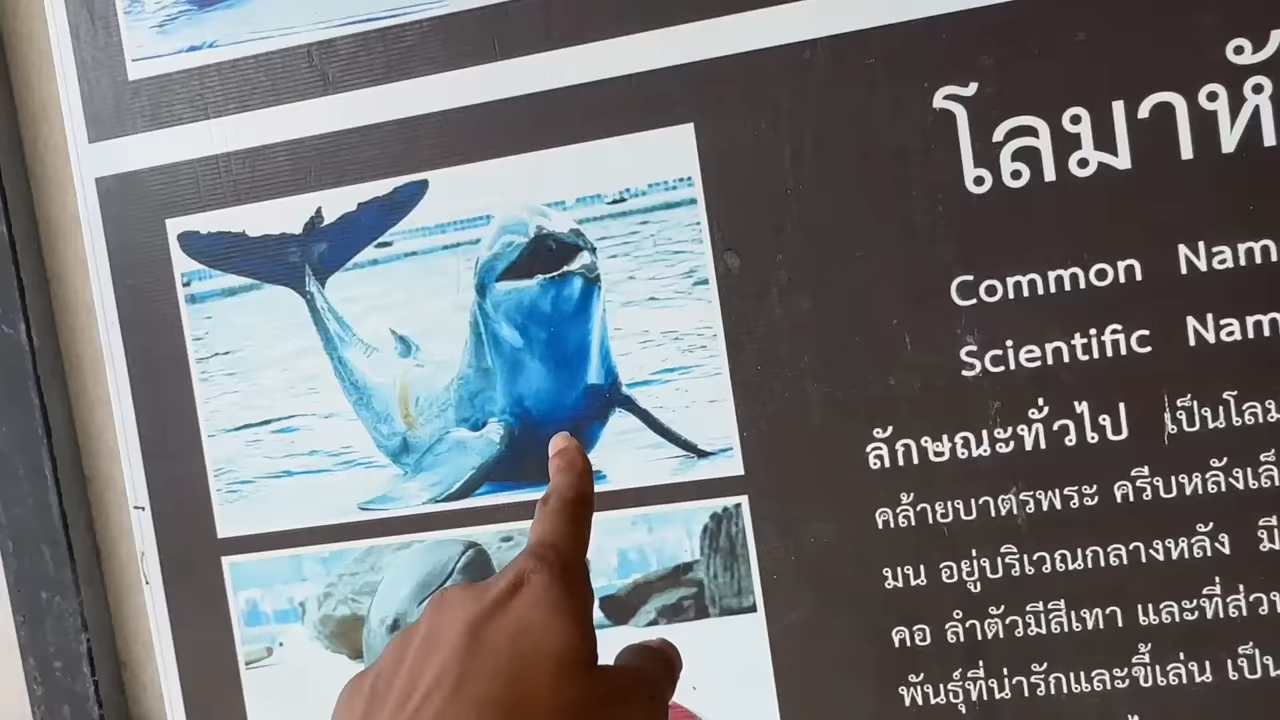 โลมาหั
Common Nam
Scientific Nam
ลักษณะทั่วไป เป็นโลม
คล้ายบาตรพระ ครีบหลังเล็
มน อยู่บริเวณกลางหลัง มี
คอ ลำตัวมีสีเทา และที่ส่วน
พันธุ์ที่น่ารักและขี้เล่น เป็น